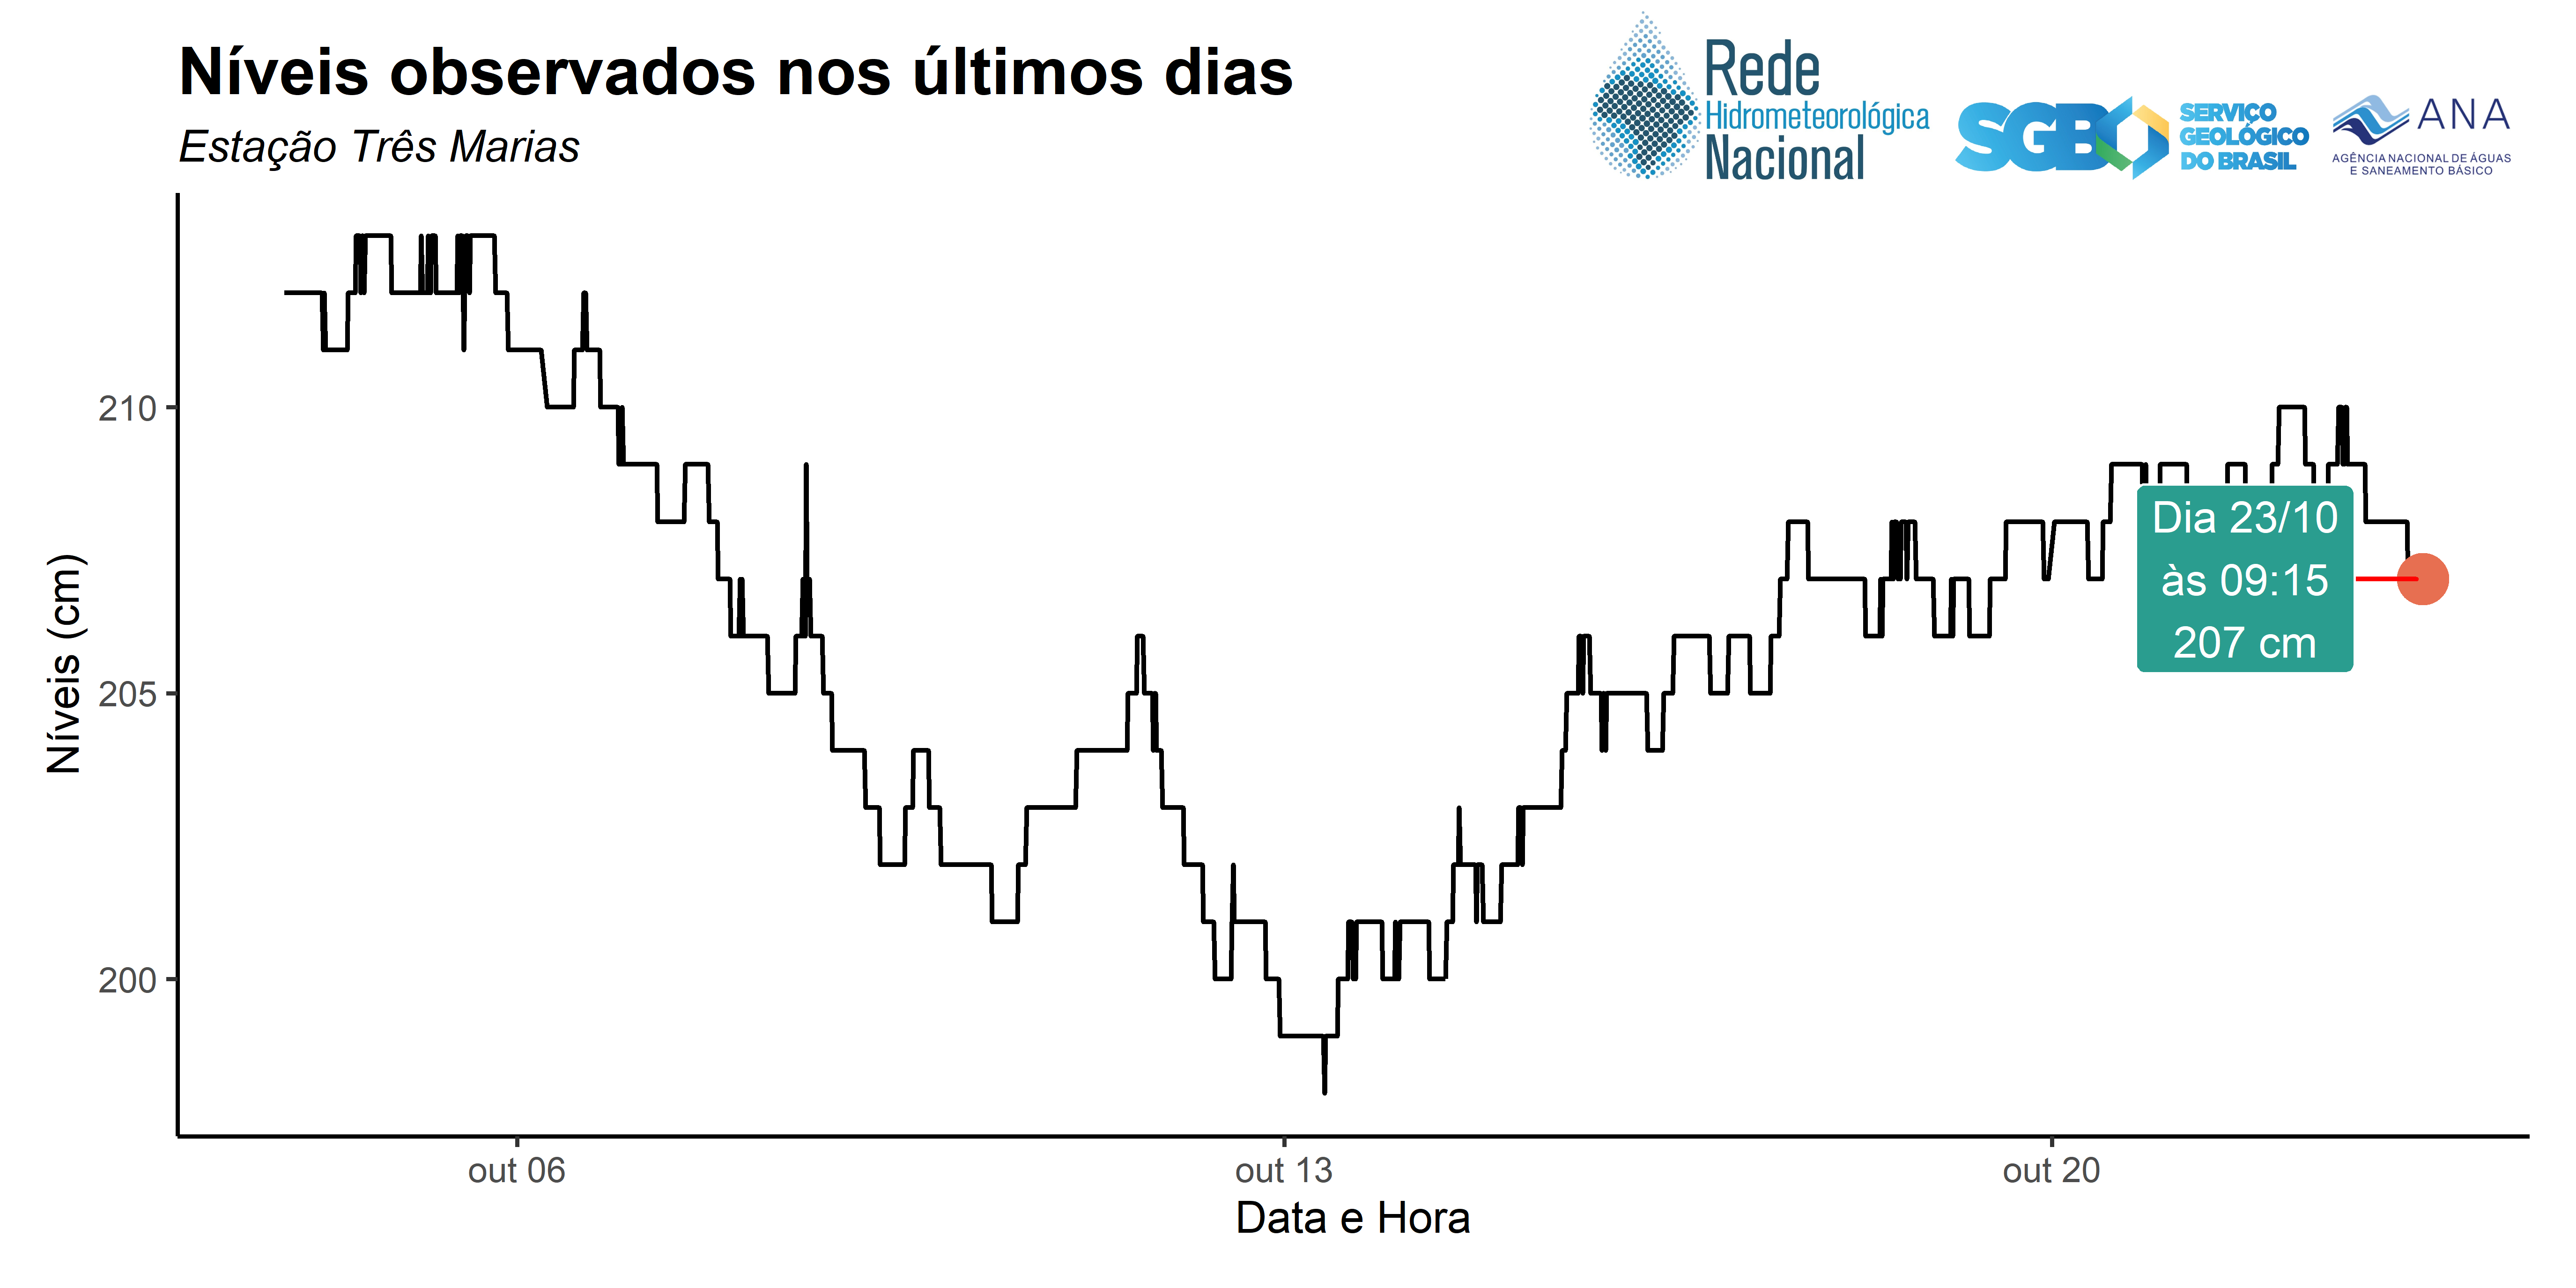 Níveis observados nos últimos dias
Estação Três Marias
Rede
Hidrometeorológica
Nacional
SGB
SERVIÇO
GEOLÓGICO
DO BRASIL
ANA
AGÊNCIA NACIONAL DE ÁGUAS
E SANEAMENTO BÁSICO
Níveis (cm)
210
205
200
Dia 23/10
às 09:15
207 cm
out 06
out 13
out 20
Data e Hora